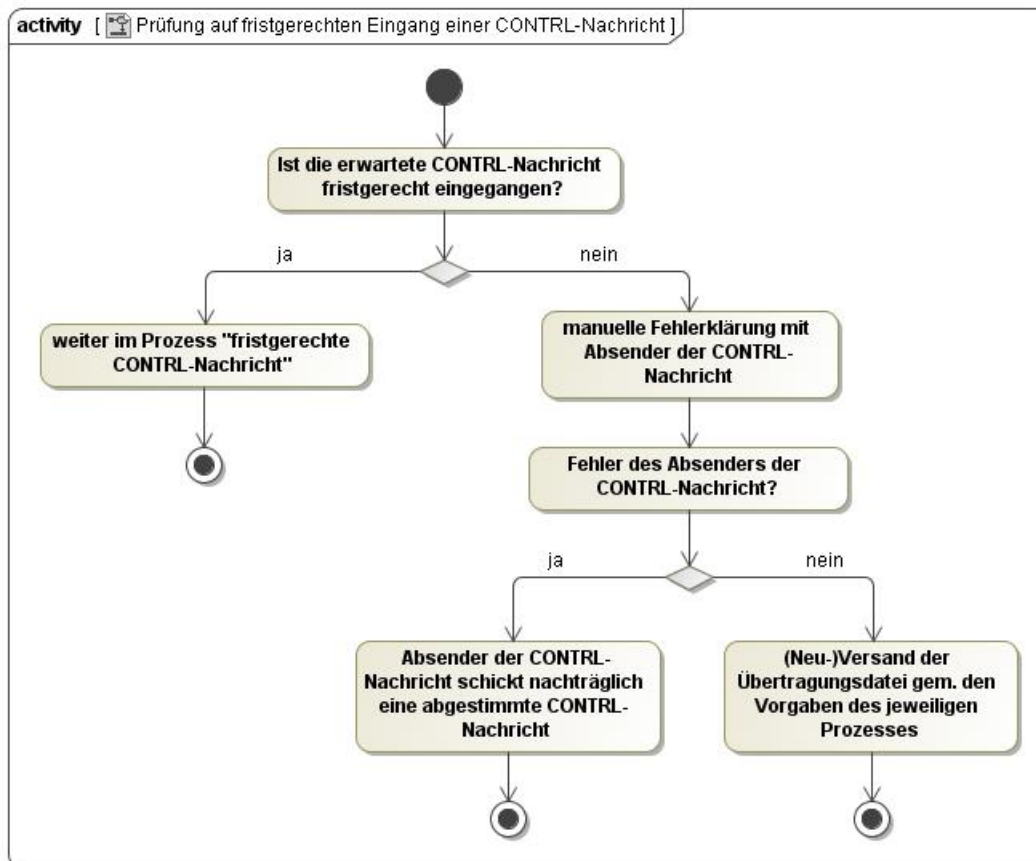 activity [ Prüfung auf fristgerechten Eingang einer CONTRL-Nachricht ]
Ist die erwartete CONTRL-Nachricht
fristgerecht eingegangen?
ja
nein
weiter im Prozess "fristgerechte
CONTRL-Nachricht"
manuelle Fehlerklärung mit
Absender der CONTRL-
Nachricht
Fehler des Absenders der
CONTRL-Nachricht?
ja
nein
Absender der CONTRL-
Nachricht schickt nachträglich
eine abgestimmte CONTRL-
Nachricht
(Neu-)Versand der
Übertragungsdatei gem. den
Vorgaben des jeweiligen
Prozesses